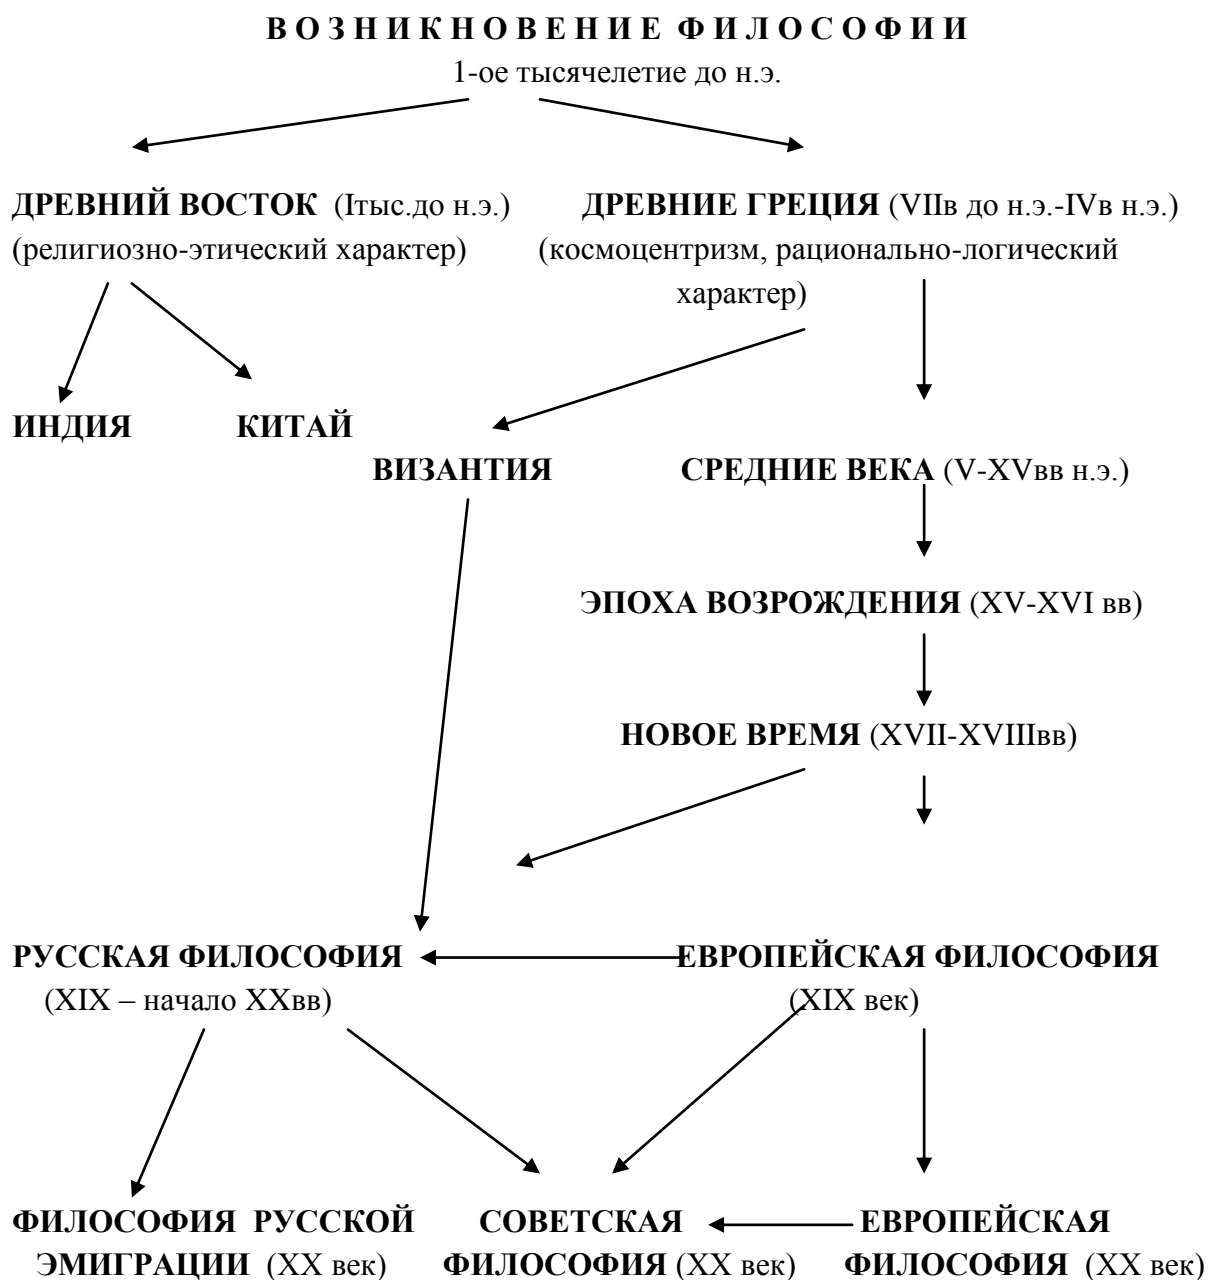 В О З Н И К Н О В Е Н И Е Ф И Л О С О Ф И И
1-ое тысячелетие до н.э.
ДРЕВНИЙ ВОСТОК (Iтыс.до н.э.) ДРЕВНИЕ ГРЕЦИЯ (VIIв до н.э.-IVв н.э.)
(религиозно-этический характер) (космоцентризм, рационально-логический
характер)
ИНДИЯ КИТАЙ
ВИЗАНТИЯ СРЕДНИЕ ВЕКА (V-XVвв н.э.)
ЭПОХА ВОЗРОЖДЕНИЯ (XV-XVI вв)
НОВОЕ ВРЕМЯ (XVII-XVIIIвв)
РУССКАЯ ФИЛОСОФИЯ ЕВРОПЕЙСКАЯ ФИЛОСОФИЯ
(XIX – начало XXвв) (XIX век)
ФИЛОСОФИЯ РУССКОЙ СОВЕТСКАЯ ЕВРОПЕЙСКАЯ
ЭМИГРАЦИИ (XX век) ФИЛОСОФИЯ (XX век) ФИЛОСОФИЯ (XX век)